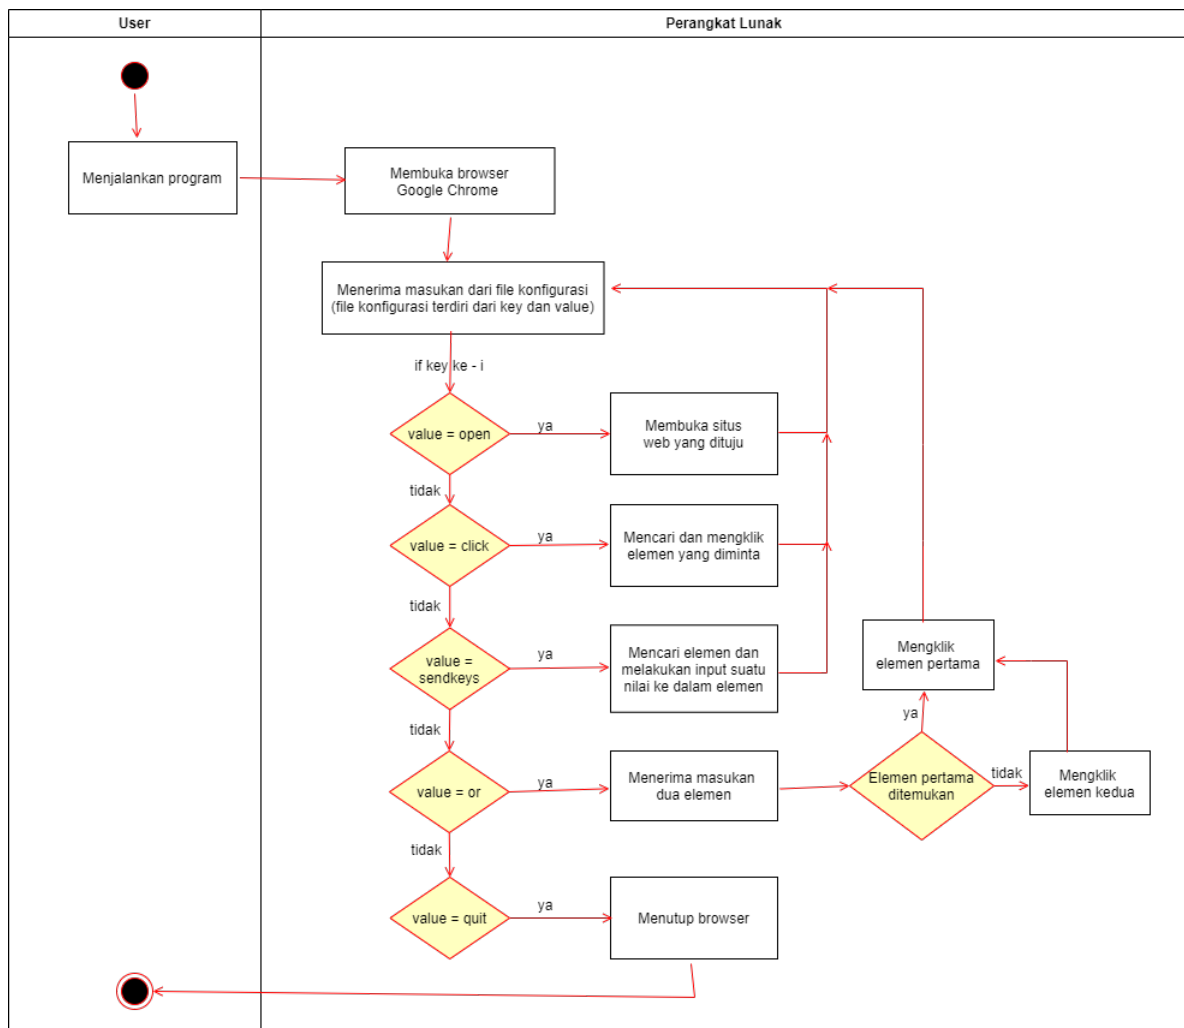 User
Perangkat Lunak
Menjalankan program
Membuka browser
Google Chrome
Menerima masukan dari file konfigurasi
(file konfigurasi terdiri dari key dan value)
if key ke - i
value = open
ya
Membuka situs
web yang dituju
tidak
value = click
ya
Mencari dan mengklik
elemen yang diminta
tidak
value =
sendkeys
ya
Mencari elemen dan
melakukan input suatu
nilai ke dalam elemen
Mengklik
elemen pertama
ya
tidak
value = or
ya
Menerima masukan
dua elemen
Elemen pertama
ditemukan
tidak
Mengklik
elemen kedua
tidak
value = quit
ya
Menutup browser